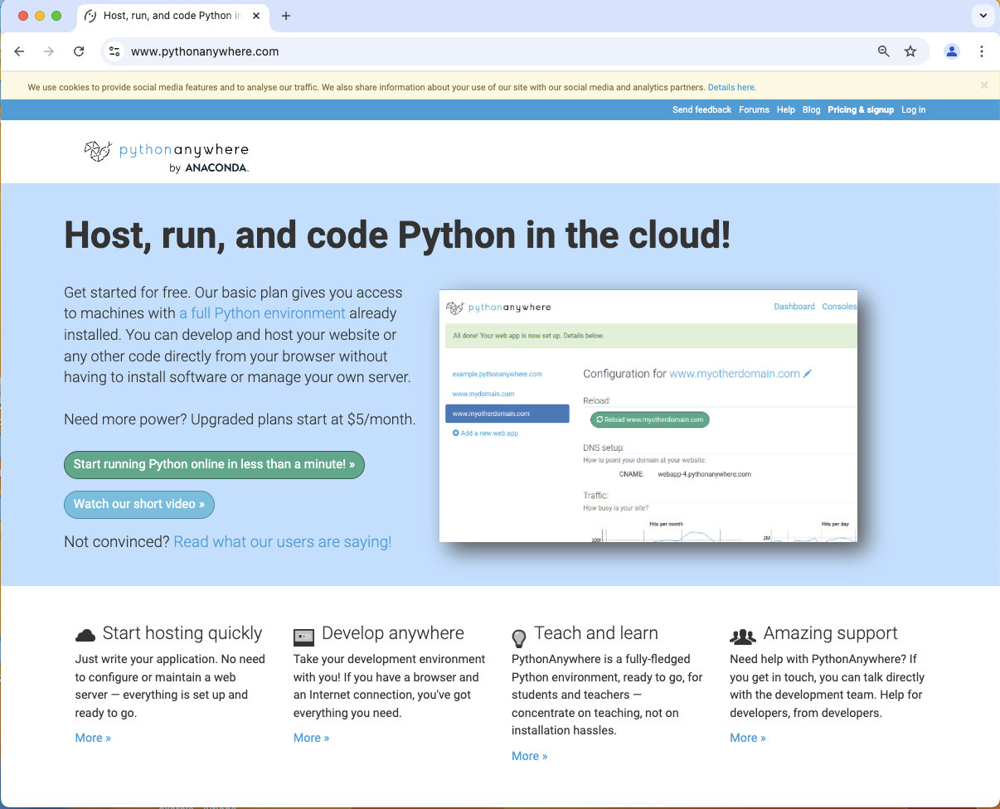 Host, run, and code Python in
www.pythonanywhere.com
We use cookies to provide social media features and to analyse our traffic. We also share information about your use of our site with our social media and analytics partners. Details here.
Send feedback Forums Help Blog Pricing & signup Log in
pythonanywhere
by ANACONDA.
Host, run, and code Python in the cloud!
Get started for free. Our basic plan gives you access
to machines with a full Python environment already
installed. You can develop and host your website or
any other code directly from your browser without
having to install software or manage your own server.
Need more power? Upgraded plans start at $5/month.
Start running Python online in less than a minute! »
Watch our short video »
Not convinced? Read what our users are saying!
pythonanywhere
Dashboard Consoles
All done! Your web app is now set up. Details below.
example.pythonanywhere.com
www.mydomain.com
www.myotherdomain.com
Add a new web app
Configuration for www.myotherdomain.com
Reload:
Reload www.myotherdomain.com
DNS setup:
How to point your domain at your website.
CNAME: webapp-4.pythonanywhere.com
Traffic:
How busy is your site?
Hits per month Hits per day
2M
Start hosting quickly
Just write your application. No need
to configure or maintain a web
server — everything is set up and
ready to go.
More »
Develop anywhere
Take your development environment
with you! If you have a browser and
an Internet connection, you've got
everything you need.
More »
Teach and learn
PythonAnywhere is a fully-fledged
Python environment, ready to go, for
students and teachers —
concentrate on teaching, not on
installation hassles.
More »
Amazing support
Need help with PythonAnywhere? If
you get in touch, you can talk directly
with the development team. Help for
developers, from developers.
More »